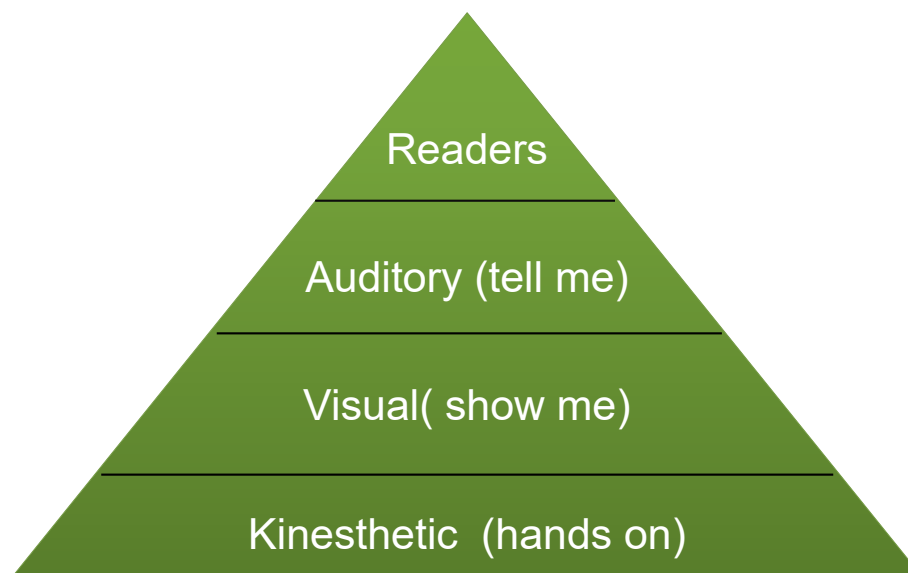 Readers
Auditory (tell me)
Visual( show me)
Kinesthetic  (hands on)